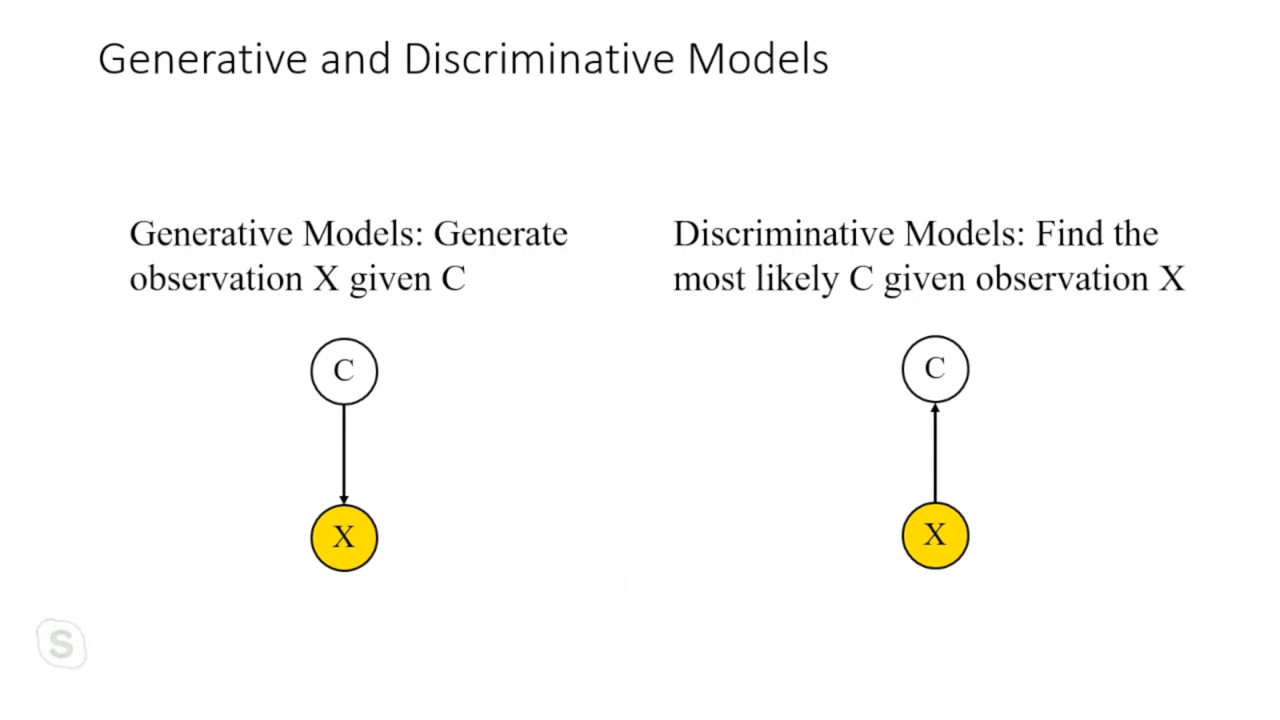 Generative and Discriminative Models
Generative Models: Generate
observation X given C
Discriminative Models: Find the
most likely C given observation X
C
X
C
X
S